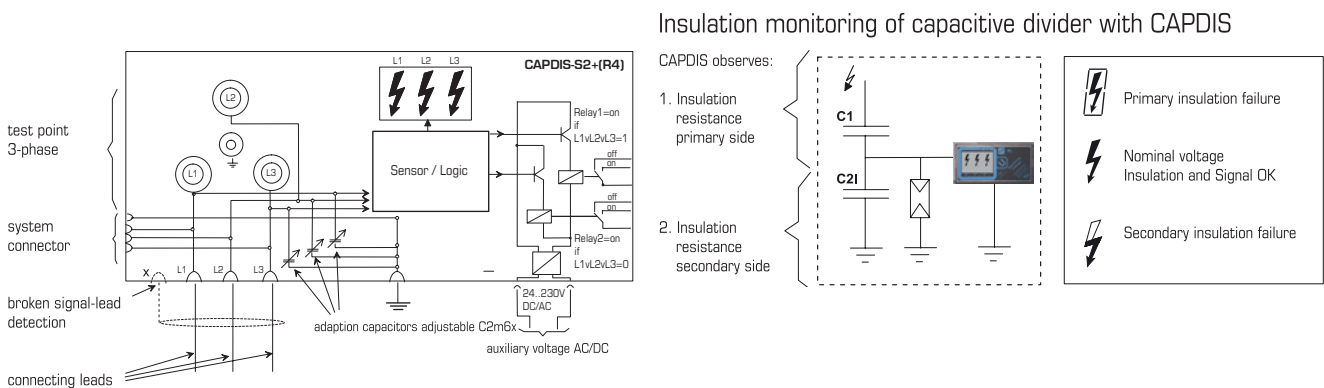 Insulation monitoring of capacitive divider with CAPDIS
CAPDIS-S2+(R4)
L1 L2 L3
test point
3-phase
L2
L1
L3
Sensor / Logic
Relay1=on
if
L1vL2vL3=1
off
on
off
on
Relay2=on
if
L1vL2vL3=0
system
connector
x
L1
L2
L3
broken signal-lead
detection
adaption capacitors adjustable C2m6x
24..230V
DC/AC
auxiliary voltage AC/DC
connecting leads
CAPDIS observes:
1. Insulation
resistance
primary side
2. Insulation
resistance
secondary side
C1
C2I
Primary insulation failure
Nominal voltage
Insulation and Signal OK
Secondary insulation failure